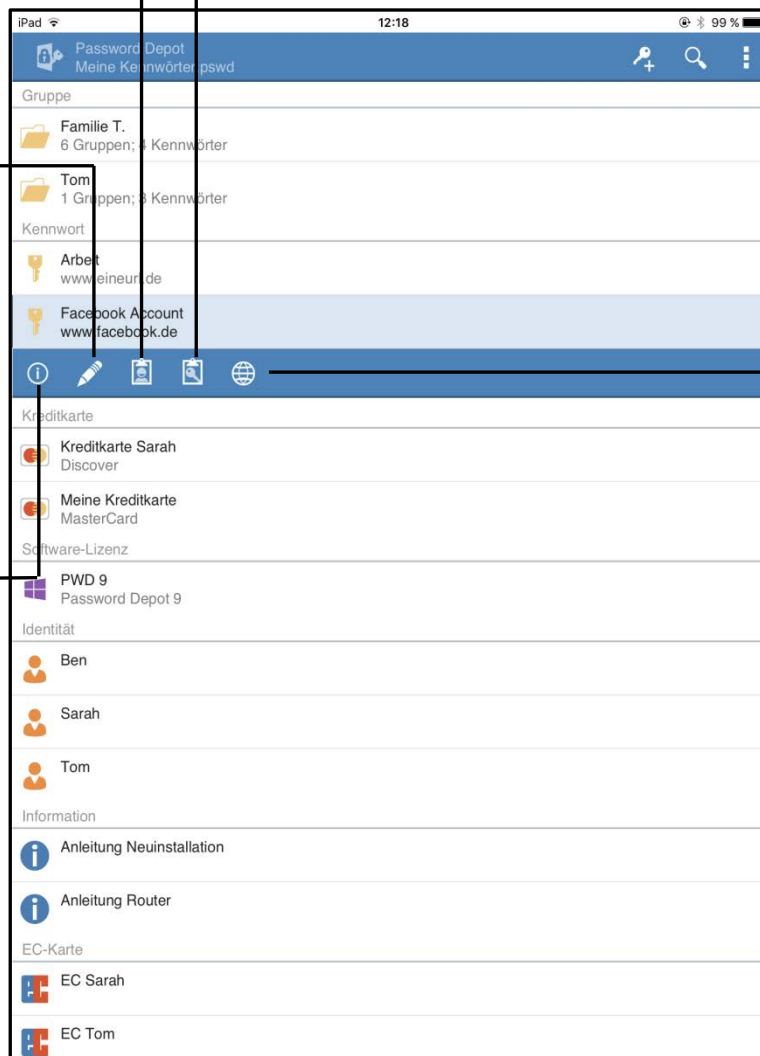 iPad 12:18 99 %
Password Depot
Meine Kennwörter.pswd
Gruppe
Familie T.
6 Gruppen; 4 Kennwörter
Tom
1 Gruppen; 3 Kennwörter
Kennwort
Arbeit
www.eineurl.de
Facebook Account
www.facebook.de
Kreditkarte
Kreditkarte Sarah
Discover
Meine Kreditkarte
MasterCard
Software-Lizenz
PWD 9
Password Depot 9
Identität
Ben
Sarah
Tom
Information
Anleitung Neuinstallation
Anleitung Router
EC-Karte
EC Sarah
EC Tom